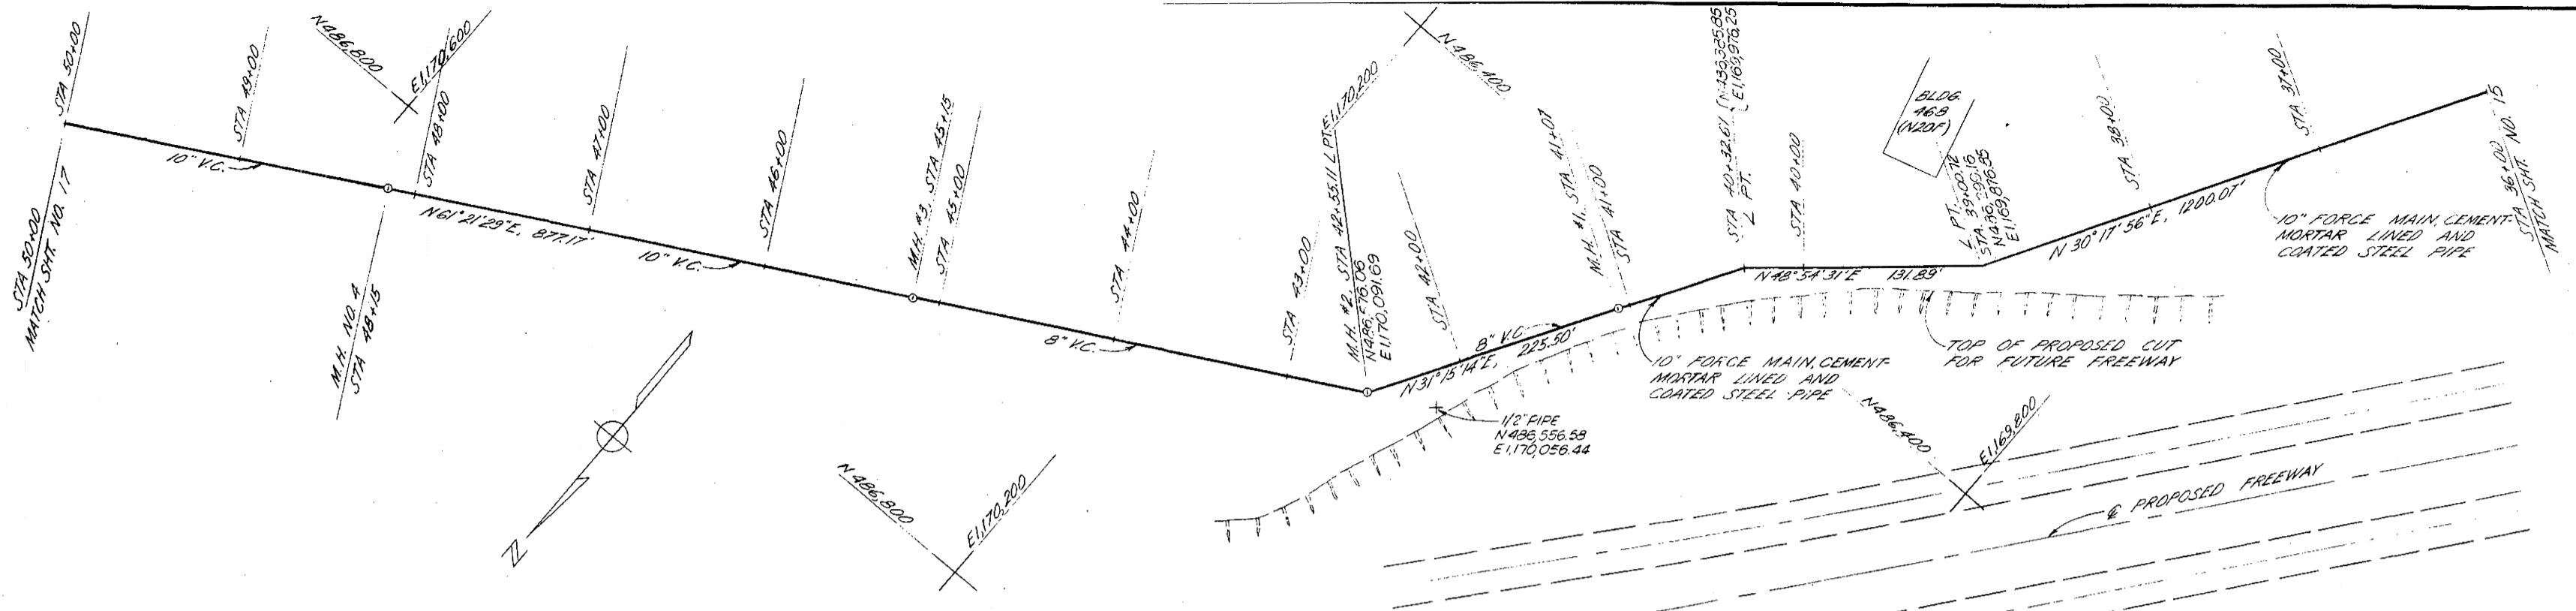 STA 50+00
STA 50+00
MATCH SHT. NO. 17
10" V.C.
STA 49+00
N486,800
E1,170,600
STA 48+00
M.H. NO. 4
STA 48+15
N61°21'29"E, 877.17'
STA 47+00
10" V.C.
STA 46+00
M.H. #3, STA 45+15
STA 45+00
STA 44+00
8" V.C.
STA 43+00
M.H. #2, STA 42+55.11 ∠ PT.
N486,576.06
E1,170,091.69
E1,170,200
N486,400
STA 42+00
N31°15'14"E, 225.50'
8" V.C.
M.H. #1, STA 41+07
STA 41+00
STA 40+32.61
∠ PT.
E1,169,976.25
STA 40+00
N48°54'31"E 131.89'
BLDG.
468
(N20F)
∠ PT.
STA. 39+00.72
N486,299.16
E1,169,876.85
STA 38+00
STA 37+00
N 30°17'56"E, 1200.07'
10" FORCE MAIN, CEMENT-
MORTAR LINED AND
COATED STEEL PIPE
STA 36+00
MATCH SHT. NO. 15
10" FORCE MAIN, CEMENT-
MORTAR LINED AND
COATED STEEL PIPE
TOP OF PROPOSED CUT
FOR FUTURE FREEWAY
1/2" PIPE
N486,556.58
E1,170,056.44
N486,400
E1,169,800
℄ PROPOSED FREEWAY
N486,800
E1,170,200
N